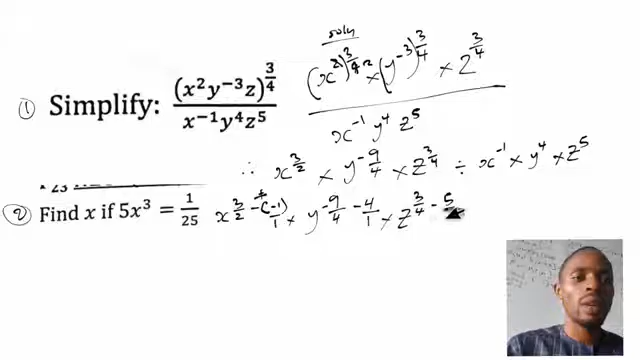 soln
① Simplify: (x²y⁻³z)^(3/4) / x⁻¹y⁴z⁵
(x²)^(3/4) × (y⁻³)^(3/4) × z^(3/4) / x⁻¹ y⁴ z⁵
∴ x^(3/2) × y^(-9/4) × z^(3/4) ÷ x⁻¹ × y⁴ × z⁵
② Find x if 5x³ = 1/25
x^(3/2 - (-1)/1) × y^(-9/4 - 4/1) × z^(3/4 - 5/